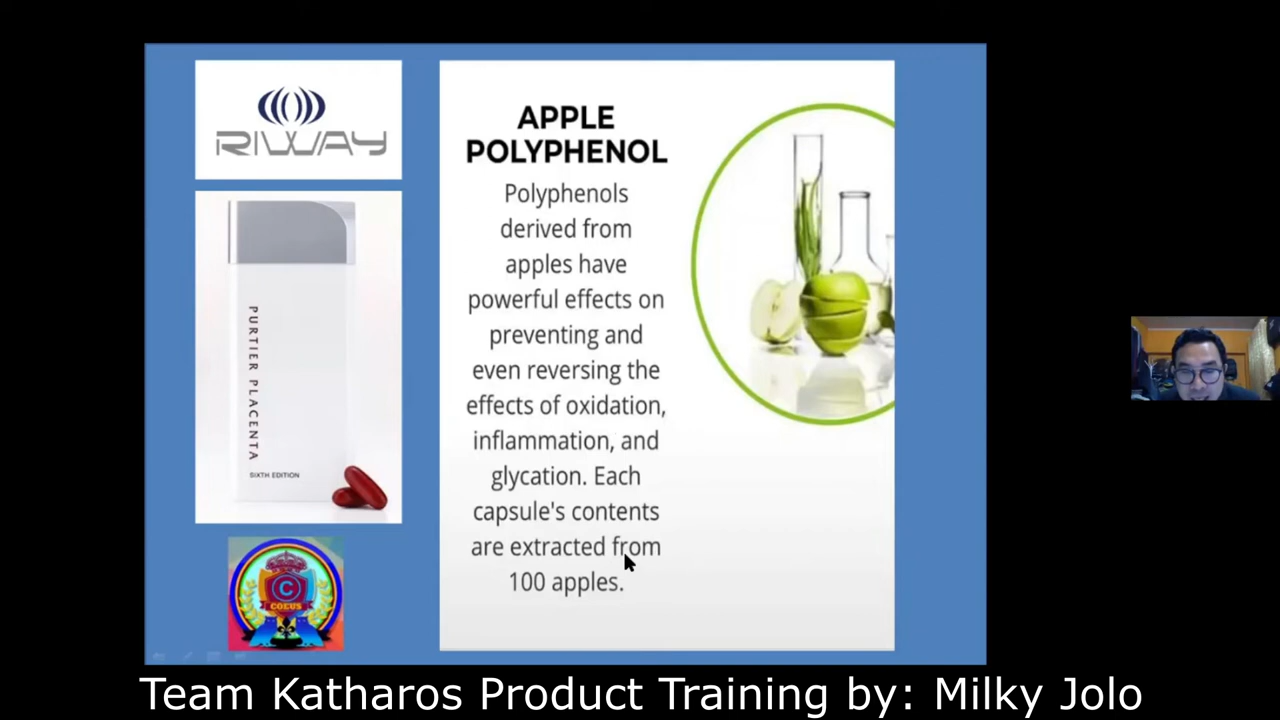 RIWAY
PURTIER PLACENTA
SIXTH EDITION
C
COEUS
APPLE
POLYPHENOL
Polyphenols
derived from
apples have
powerful effects on
preventing and
even reversing the
effects of oxidation,
inflammation, and
glycation. Each
capsule's contents
are extracted from
100 apples.
Team Katharos Product Training by: Milky Jolo